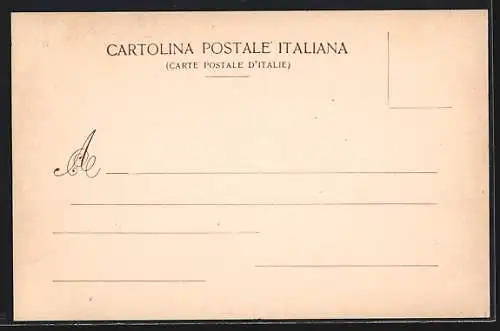 CARTOLINA POSTALE ITALIANA
(CARTE POSTALE D'ITALIE)
A